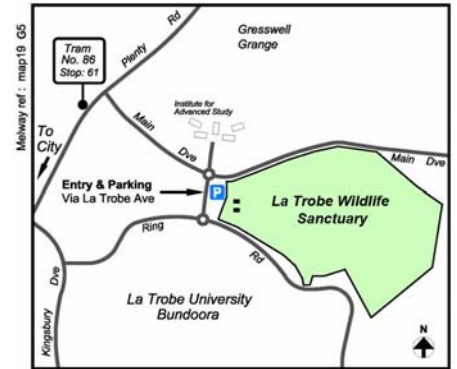 Melway ref : map19 G5
Tram
No. 86
Stop: 61
Plenty Rd
Gresswell
Grange
Institute for
Advanced Study
To
City
Main Dve
Main Dve
Entry & Parking
Via La Trobe Ave
P
La Trobe Wildlife
Sanctuary
Ring Rd
Kingsbury Dve
La Trobe University
Bundoora
N